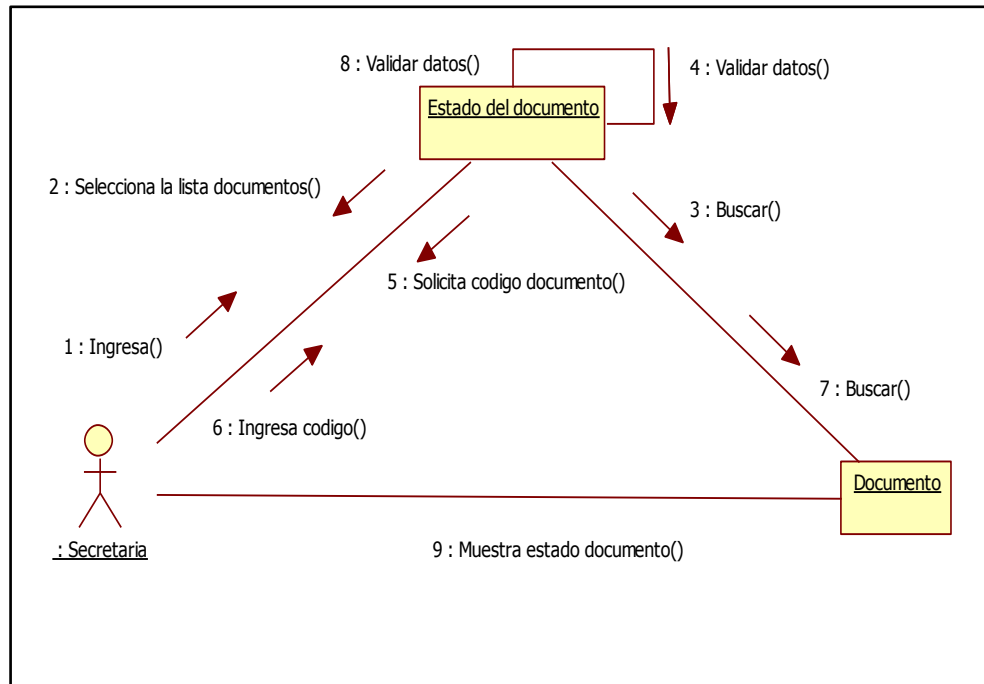 8 : Validar datos()
4 : Validar datos()
Estado del documento
2 : Selecciona la lista documentos()
3 : Buscar()
5 : Solicita codigo documento()
1 : Ingresa()
7 : Buscar()
6 : Ingresa codigo()
Documento
: Secretaria
9 : Muestra estado documento()